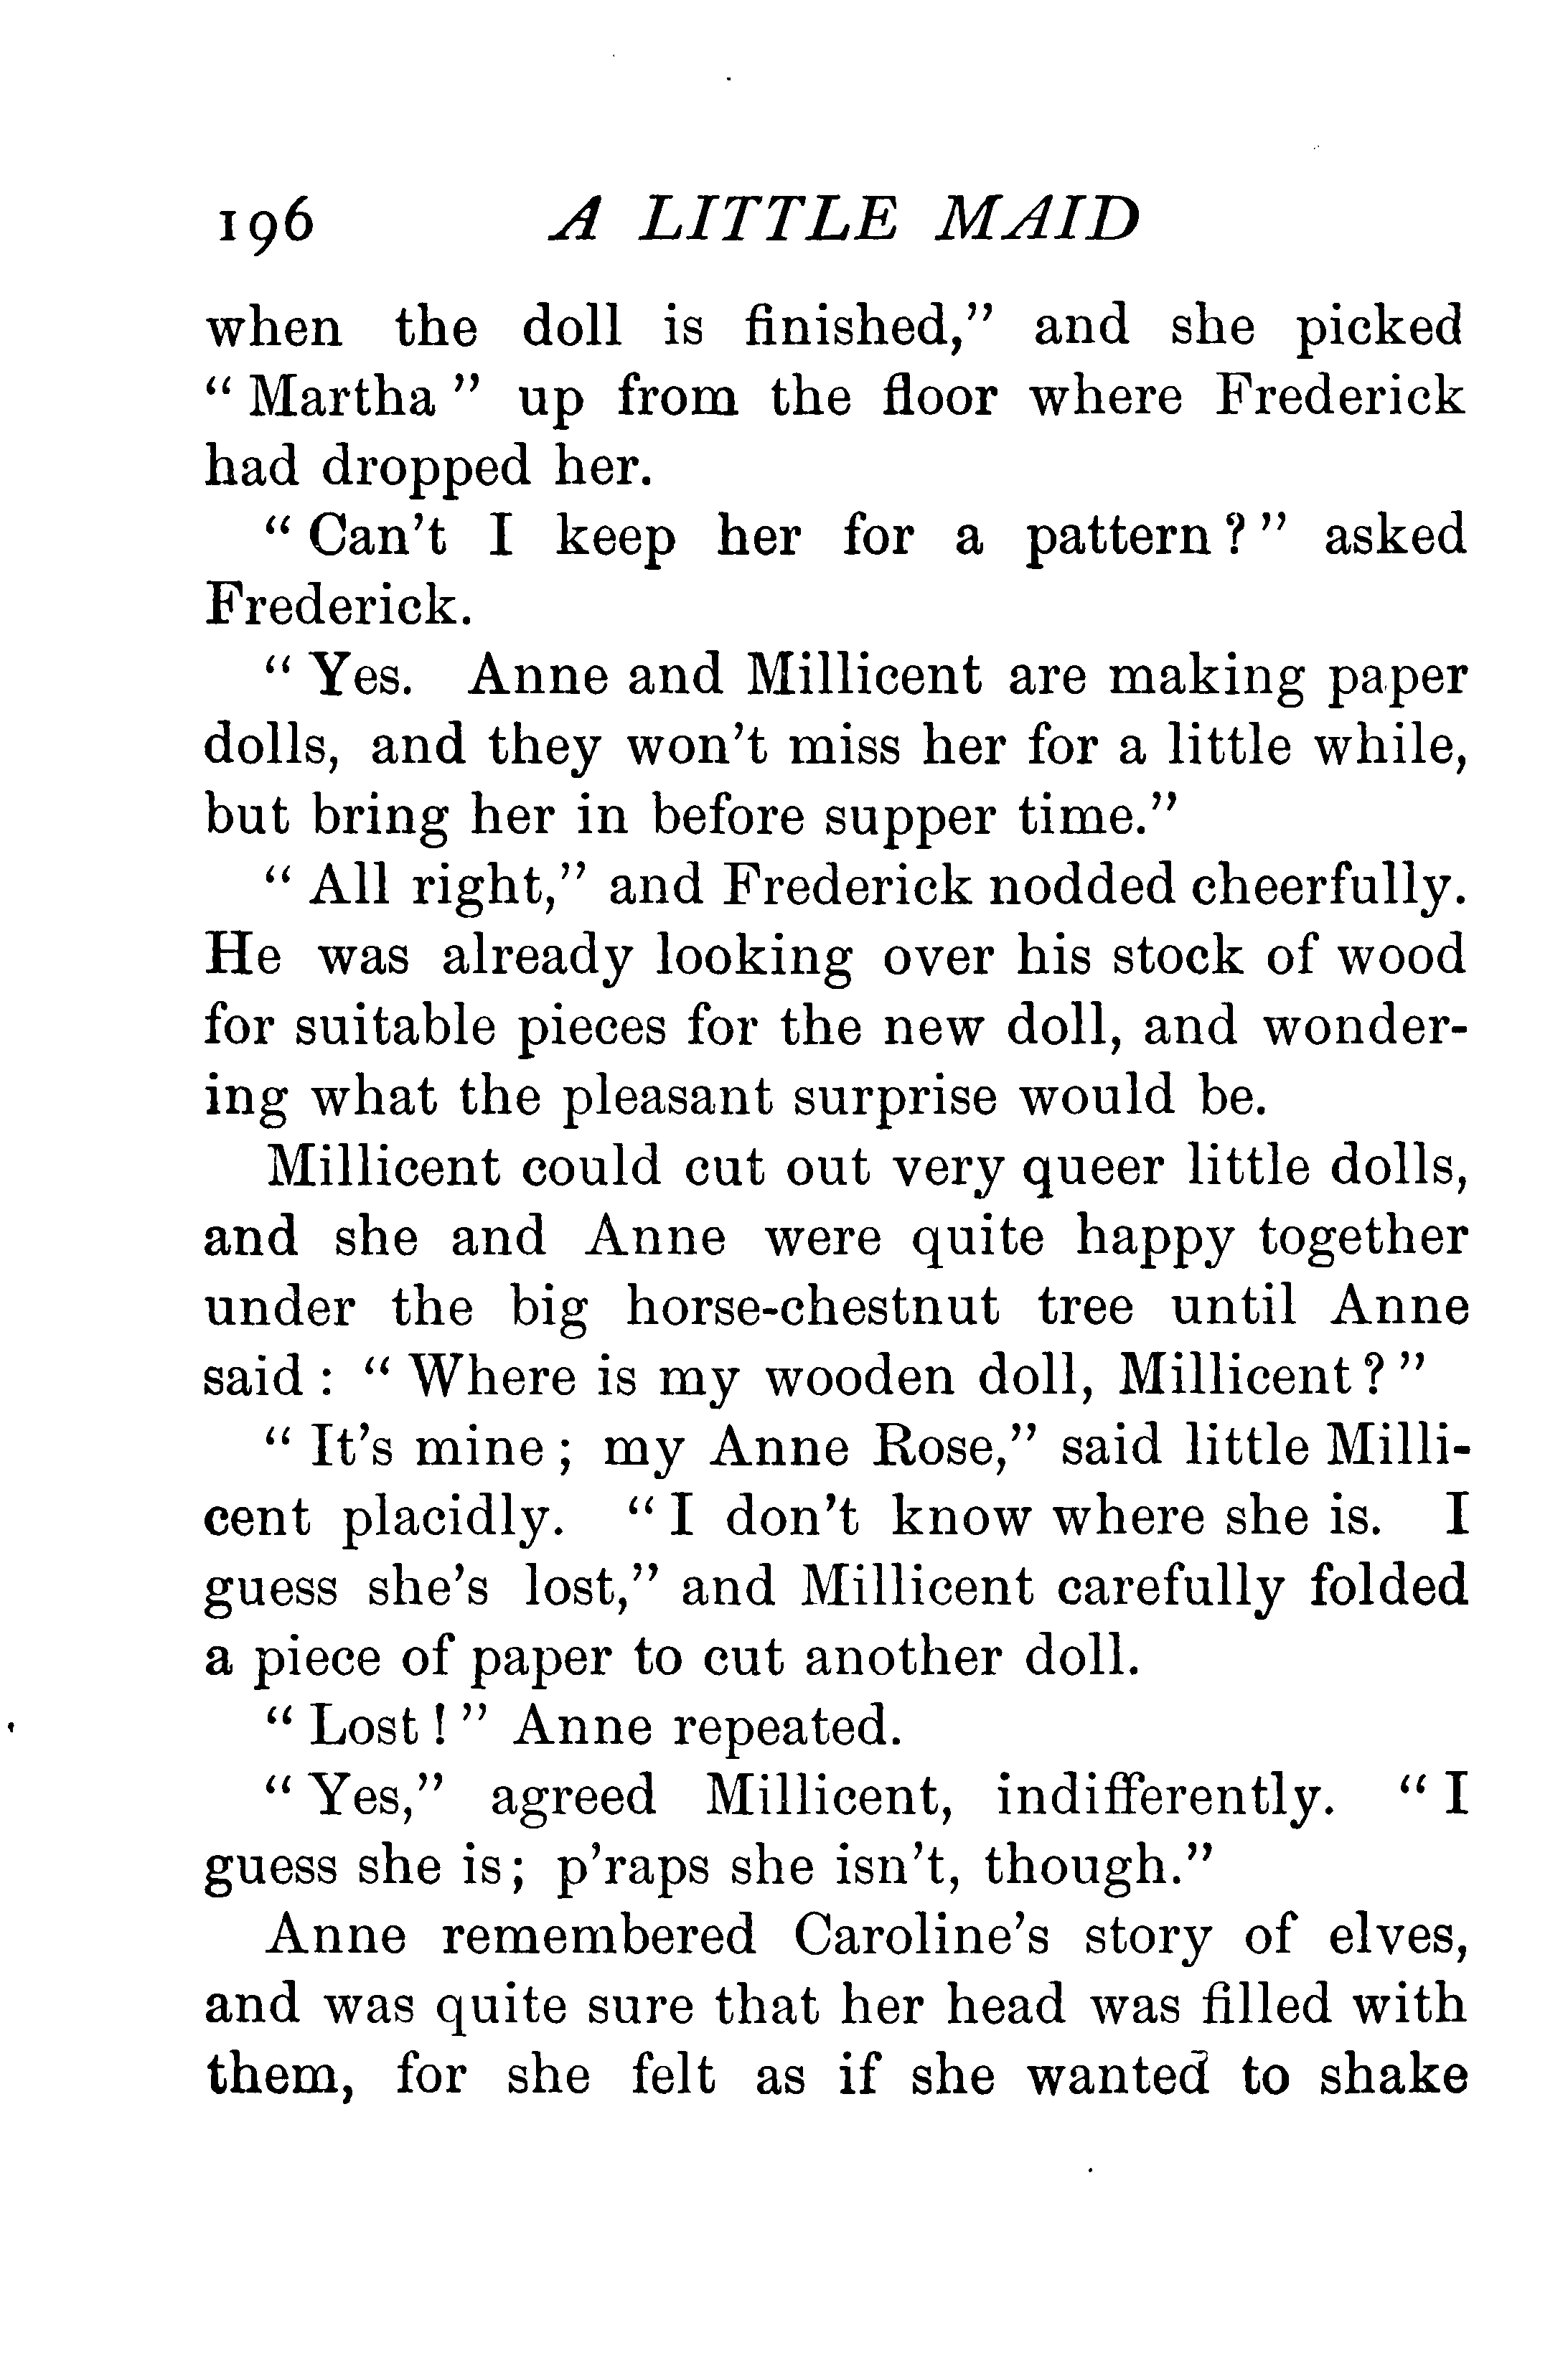 196 A LITTLE MAID
when the doll is finished,” and she picked
“ Martha ” up from the floor where Frederick
had dropped her.
“ Can’t I keep her for a pattern ? ” asked
Frederick.
“ Yes. Anne and Millicent are making paper
dolls, and they won’t miss her for a little while,
but bring her in before supper time.”
“ All right,” and Frederick nodded cheerfully.
He was already looking over his stock of wood
for suitable pieces for the new doll, and wonder-
ing what the pleasant surprise would be.
Millicent could cut out very queer little dolls,
and she and Anne were quite happy together
under the big horse-chestnut tree until Anne
said : “ Where is my wooden doll, Millicent ? ”
“ It’s mine ; my Anne Rose,” said little Milli-
cent placidly. “ I don’t know where she is. I
guess she’s lost,” and Millicent carefully folded
a piece of paper to cut another doll.
“ Lost ! ” Anne repeated.
“ Yes,” agreed Millicent, indifferently. “ I
guess she is ; p’raps she isn’t, though.”
Anne remembered Caroline’s story of elves,
and was quite sure that her head was filled with
them, for she felt as if she wanted to shake